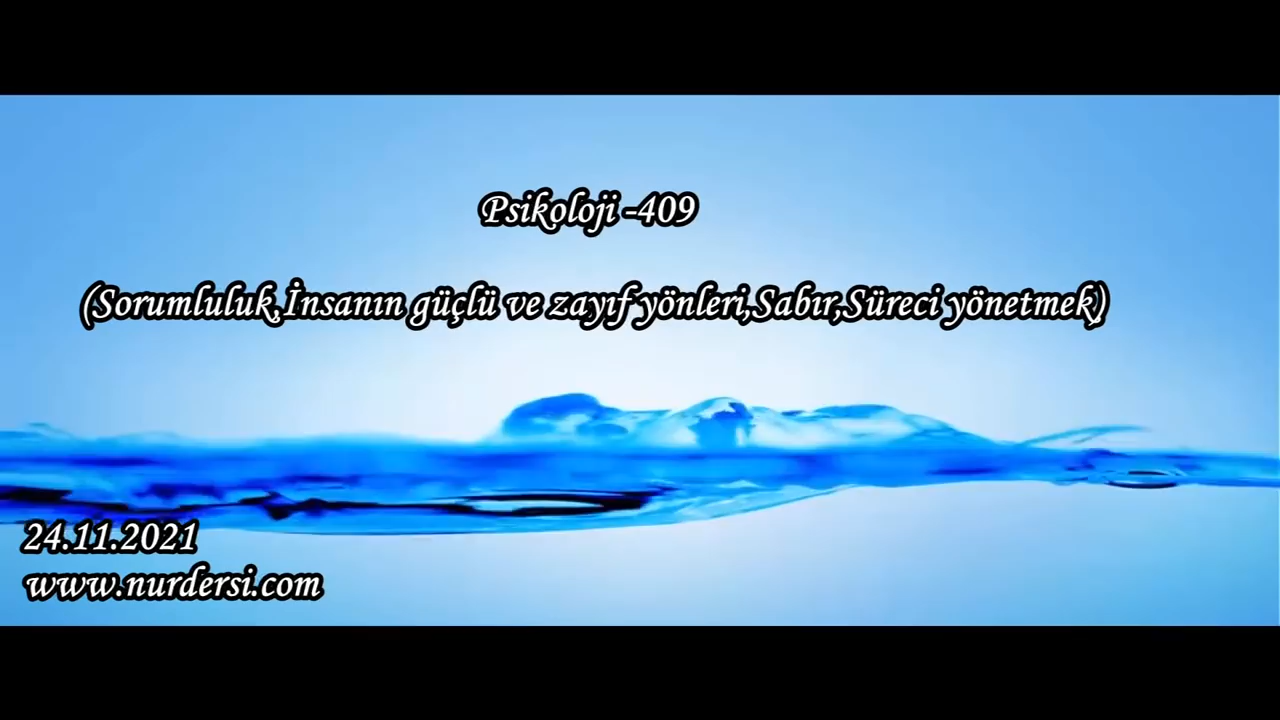 Psikoloji -409
(Sorumluluk,İnsanın güçlü ve zayıf yönleri,Sabır,Süreci yönetmek)
24.11.2021
www.nurdersi.com